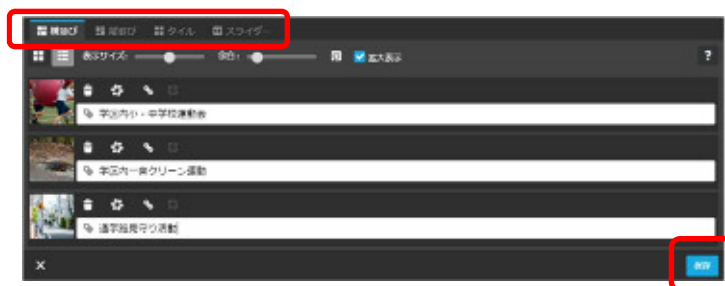 横並び 縦並び タイル スライダー
表示サイズ: 余白: 拡大表示 ?
学区内小・中学校運動会
学区内一斉クリーン運動
通学路見守り活動
保存